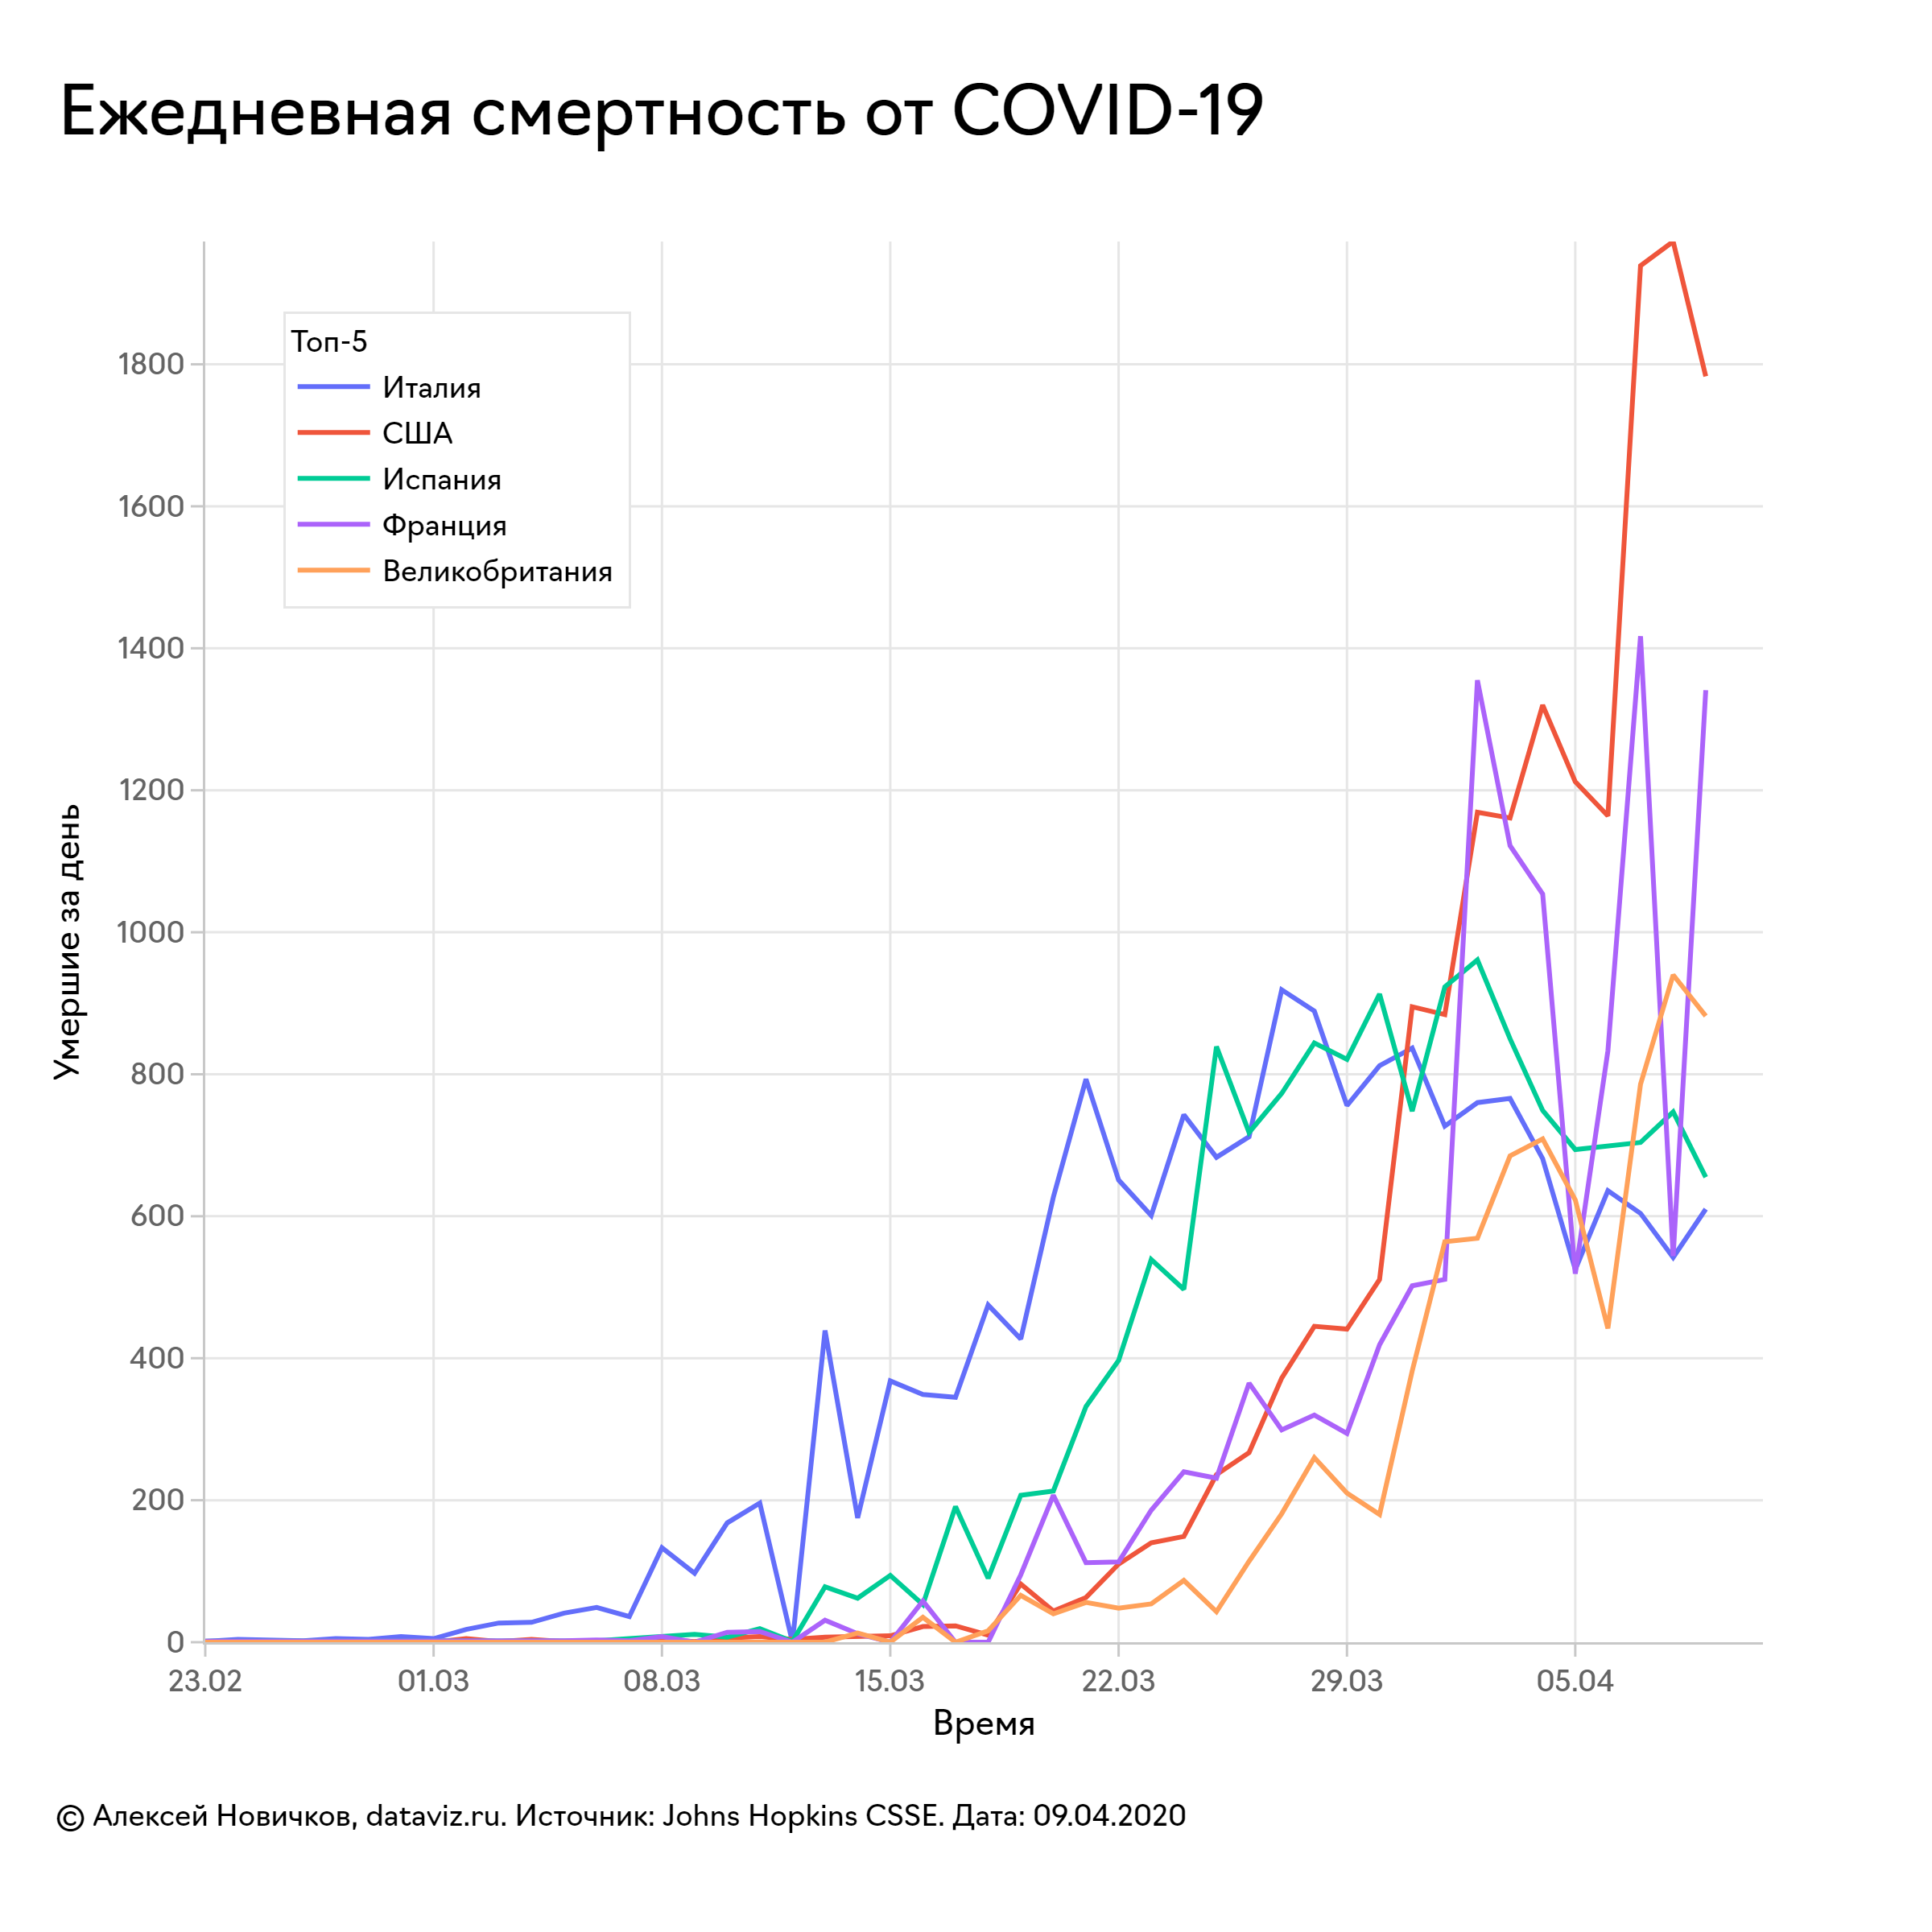 Ежедневная смертность от COVID-19
Топ-5
Италия
США
Испания
Франция
Великобритания
Умершие за день
1800
1600
1400
1200
1000
800
600
400
200
0
23.02
01.03
08.03
15.03
22.03
29.03
05.04
Время
© Алексей Новичков, dataviz.ru. Источник: Johns Hopkins CSSE. Дата: 09.04.2020